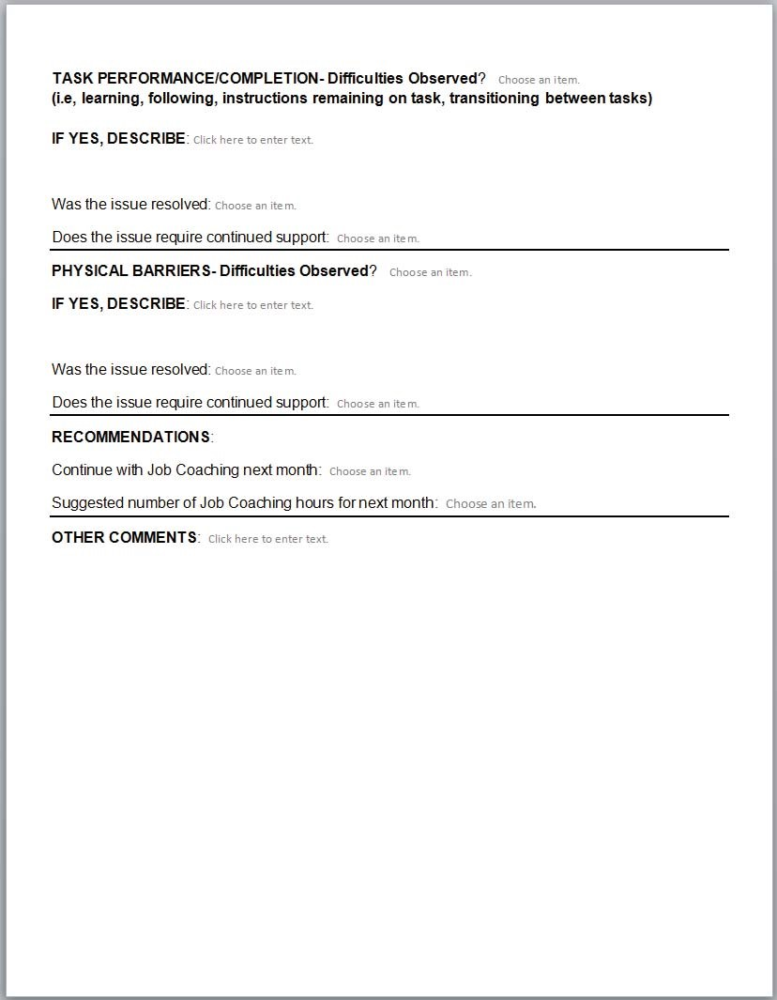 TASK PERFORMANCE/COMPLETION- Difficulties Observed? Choose an item.
(i.e, learning, following, instructions remaining on task, transitioning between tasks)
IF YES, DESCRIBE: Click here to enter text.
Was the issue resolved: Choose an item.
Does the issue require continued support: Choose an item.
PHYSICAL BARRIERS- Difficulties Observed? Choose an item.
IF YES, DESCRIBE: Click here to enter text.
Was the issue resolved: Choose an item.
Does the issue require continued support: Choose an item.
RECOMMENDATIONS:
Continue with Job Coaching next month: Choose an item.
Suggested number of Job Coaching hours for next month: Choose an item.
OTHER COMMENTS: Click here to enter text.